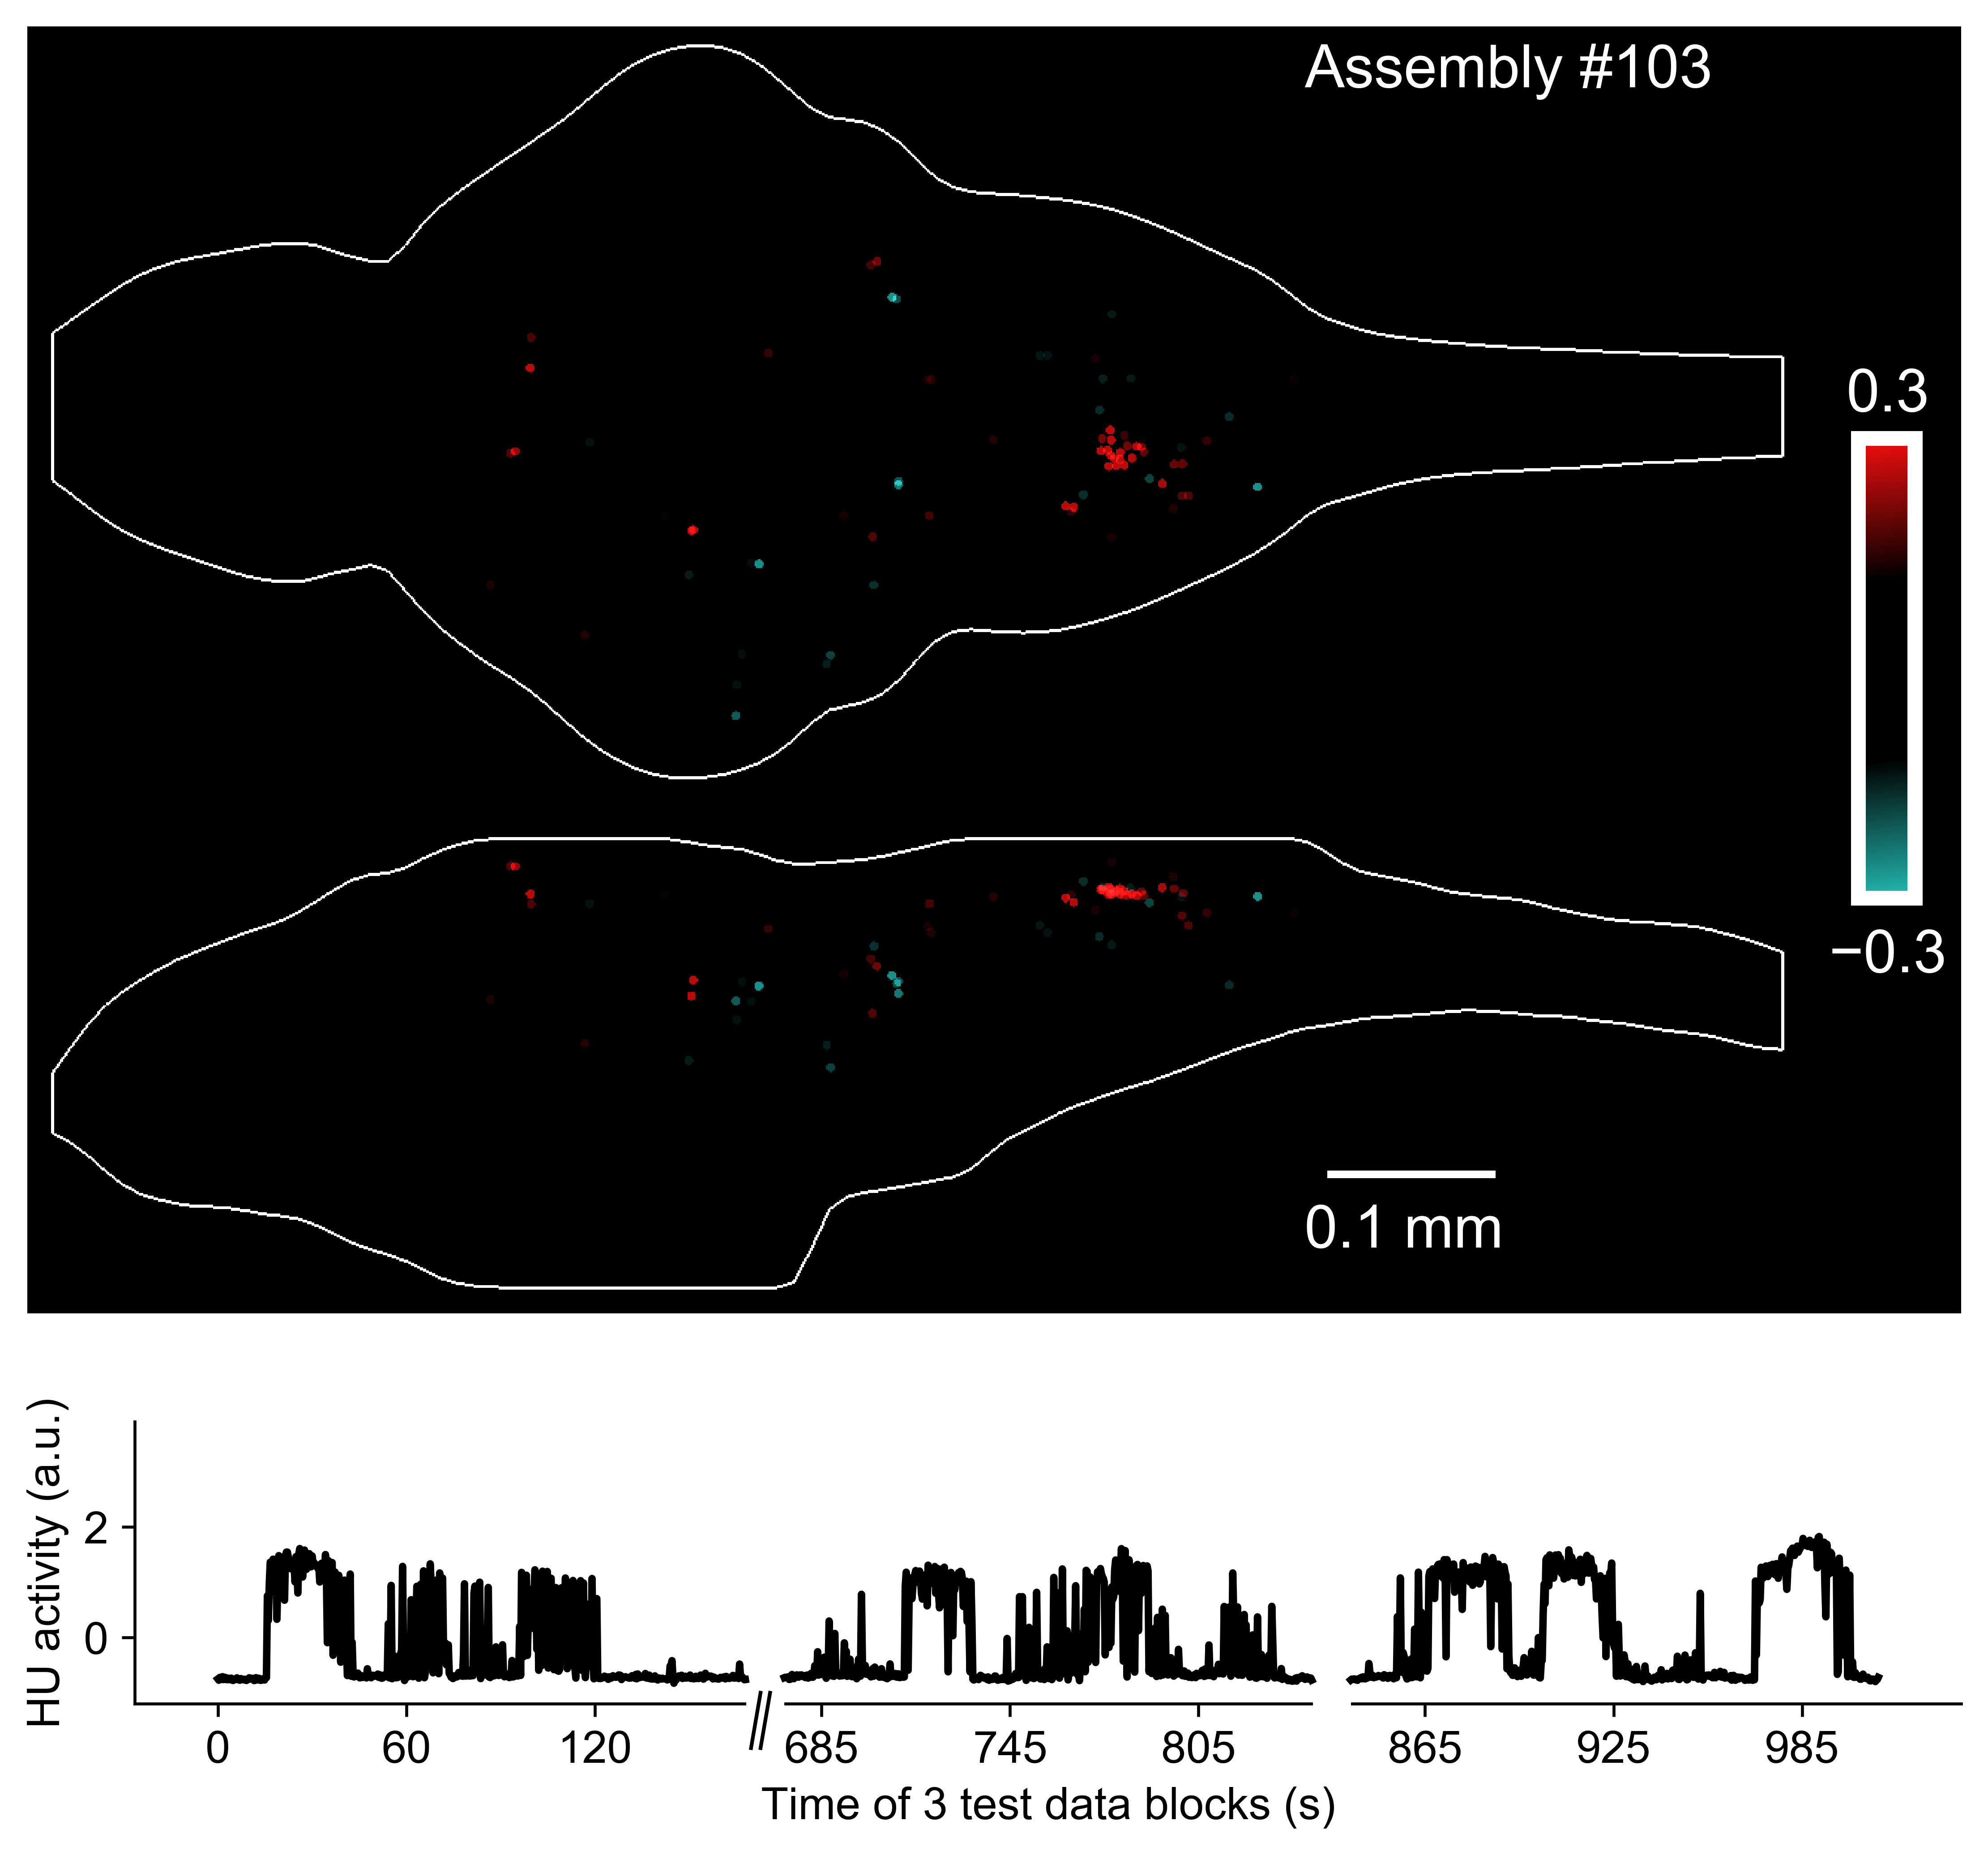 Assembly #103
0.3
−0.3
0.1 mm
HU activity (a.u.)
2
0
0 60 120 685 745 805 865 925 985
Time of 3 test data blocks (s)